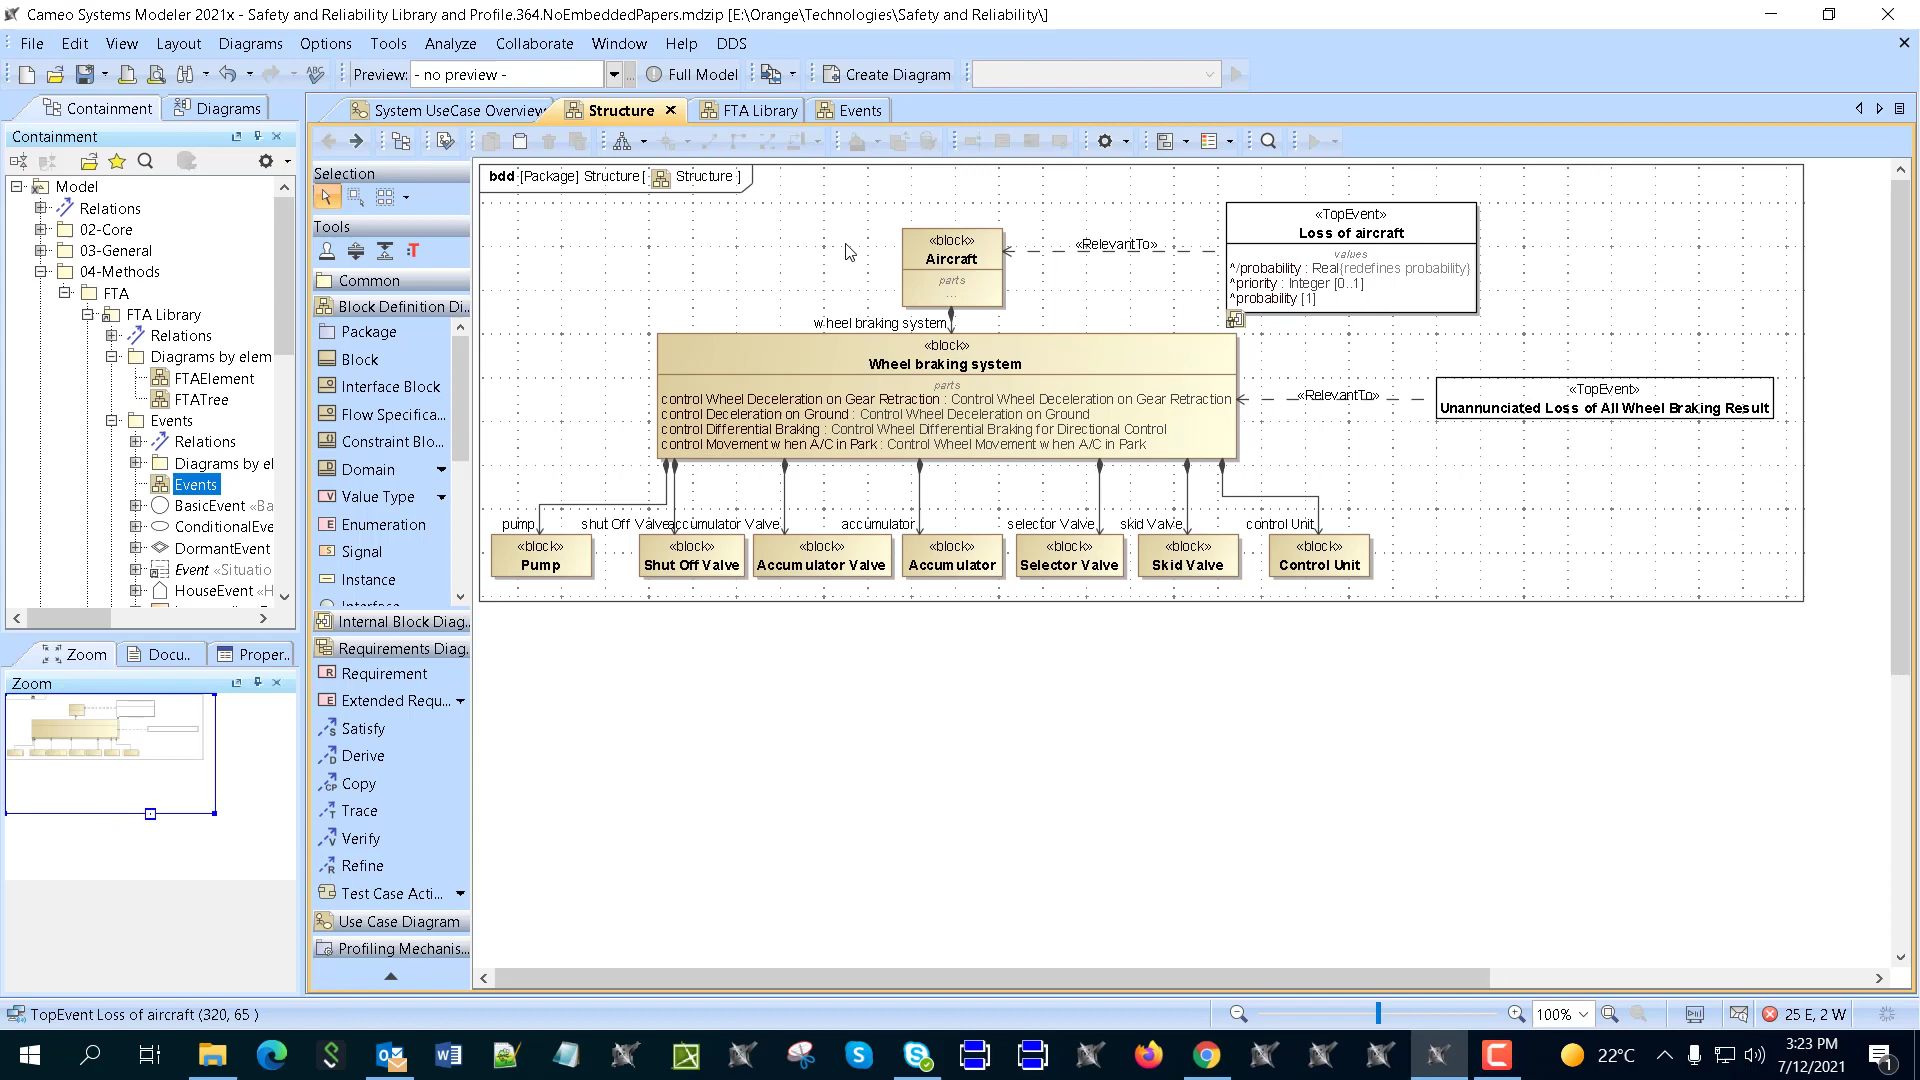 Cameo Systems Modeler 2021x - Safety and Reliability Library and Profile.364.NoEmbeddedPapers.mdzip [E:\Orange\Technologies\Safety and Reliability\]
File Edit View Layout Diagrams Options Tools Analyze Collaborate Window Help DDS
Preview: - no preview - Full Model Create Diagram
Containment Diagrams
System UseCase Overview Structure FTA Library Events
Containment
Model
Relations
02-Core
03-General
04-Methods
FTA
FTA Library
Relations
Diagrams by elem
FTAElement
FTATree
Events
Relations
Diagrams by el
Events
BasicEvent «Ba
ConditionalEve
DormantEvent
Event «Situatio
HouseEvent «H
Zoom Docu.. Proper..
Zoom
Selection
Tools
Common
Block Definition Di..
Package
Block
Interface Block
Flow Specifica...
Constraint Blo...
Domain
Value Type
Enumeration
Signal
Instance
Interface
Internal Block Diag.
Requirements Diag.
Requirement
Extended Requ...
Satisfy
Derive
Copy
Trace
Verify
Refine
Test Case Acti...
Use Case Diagram
Profiling Mechanis..
bdd [Package] Structure [ Structure ]
«block»
Aircraft
parts
...
«RelevantTo»
«TopEvent»
Loss of aircraft
values
^/probability : Real{redefines probability}
^priority : Integer [0..1]
^probability [1]
wheel braking system
«block»
Wheel braking system
parts
control Wheel Deceleration on Gear Retraction : Control Wheel Deceleration on Gear Retraction
control Deceleration on Ground : Control Wheel Deceleration on Ground
control Differential Braking : Control Wheel Differential Braking for Directional Control
control Movement when A/C in Park : Control Wheel Movement when A/C in Park
«RelevantTo»
«TopEvent»
Unannunciated Loss of All Wheel Braking Result
pump shut Off Valve accumulator Valve accumulator selector Valve skid Valve control Unit
«block» «block» «block» «block» «block» «block» «block»
Pump Shut Off Valve Accumulator Valve Accumulator Selector Valve Skid Valve Control Unit
TopEvent Loss of aircraft (320, 65 )
100%
25 E, 2 W
22°C
3:23 PM
7/12/2021
1